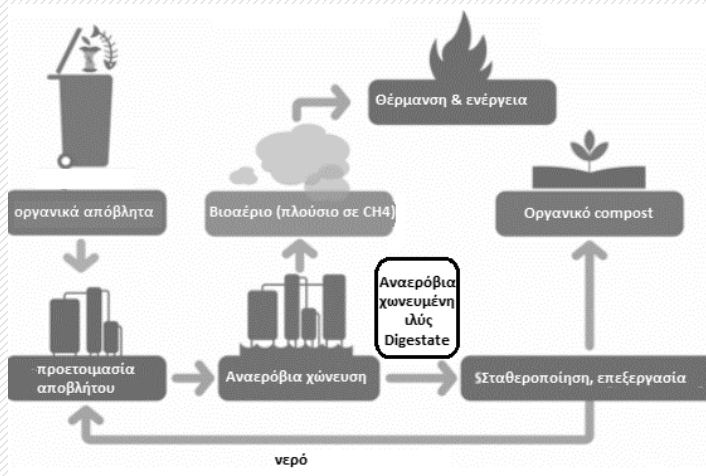 Θέρμανση & ενέργεια
οργανικά απόβλητα
Βιοαέριο (πλούσιο σε CH4)
Οργανικό compost
Αναερόβια
χωνευμένη
ιλύς
Digestate
προετοιμασία
αποβλήτου
Αναερόβια χώνευση
SΣταθεροποίηση, επεξεργασία
νερό